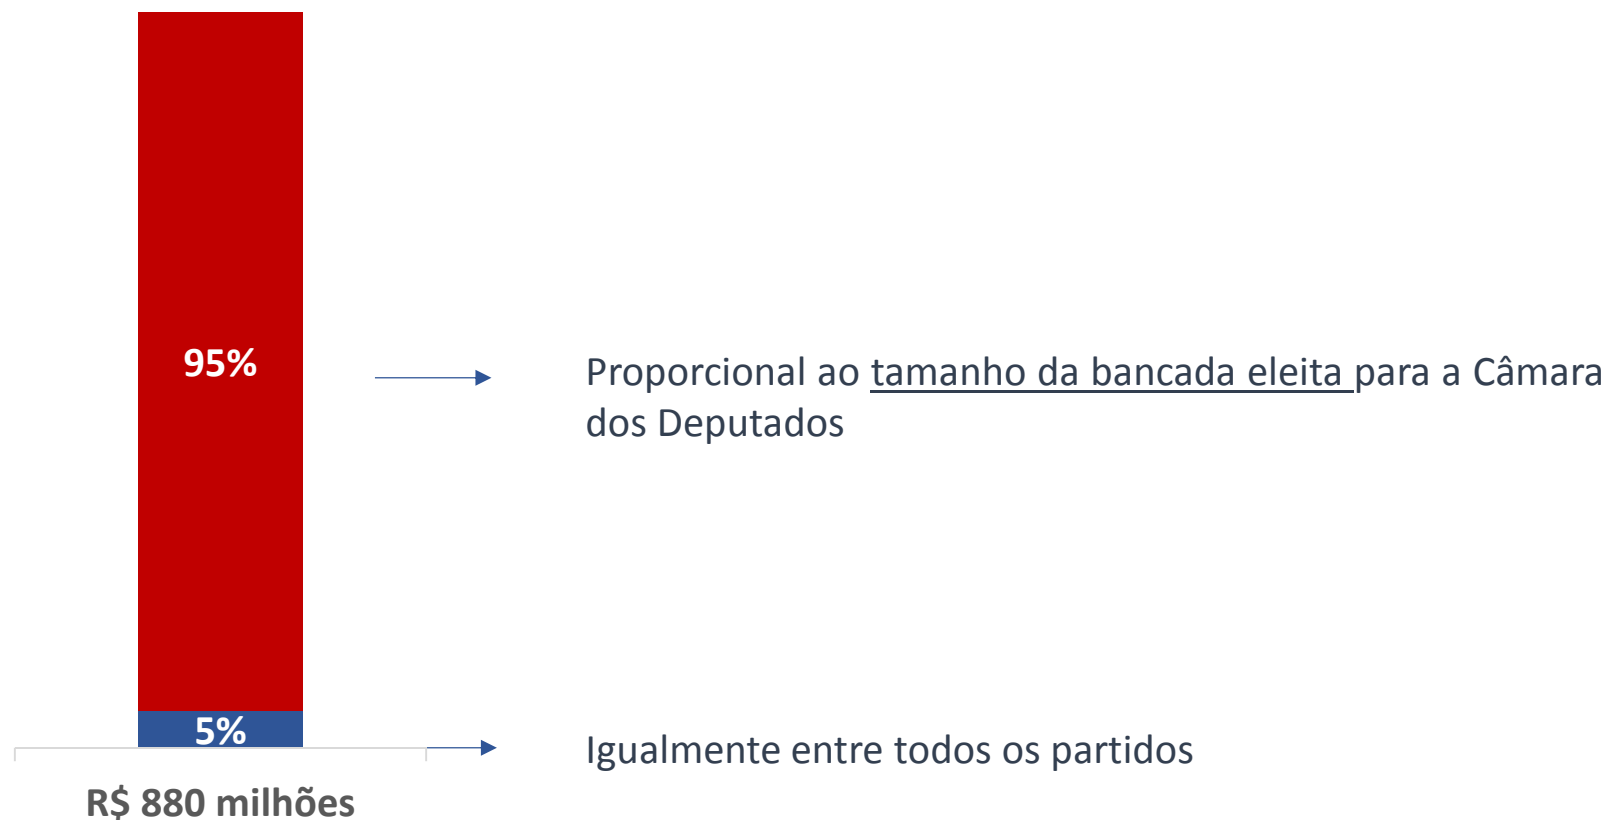 95%
Proporcional ao tamanho da bancada eleita para a Câmara
dos Deputados
5%
Igualmente entre todos os partidos
R$ 880 milhões